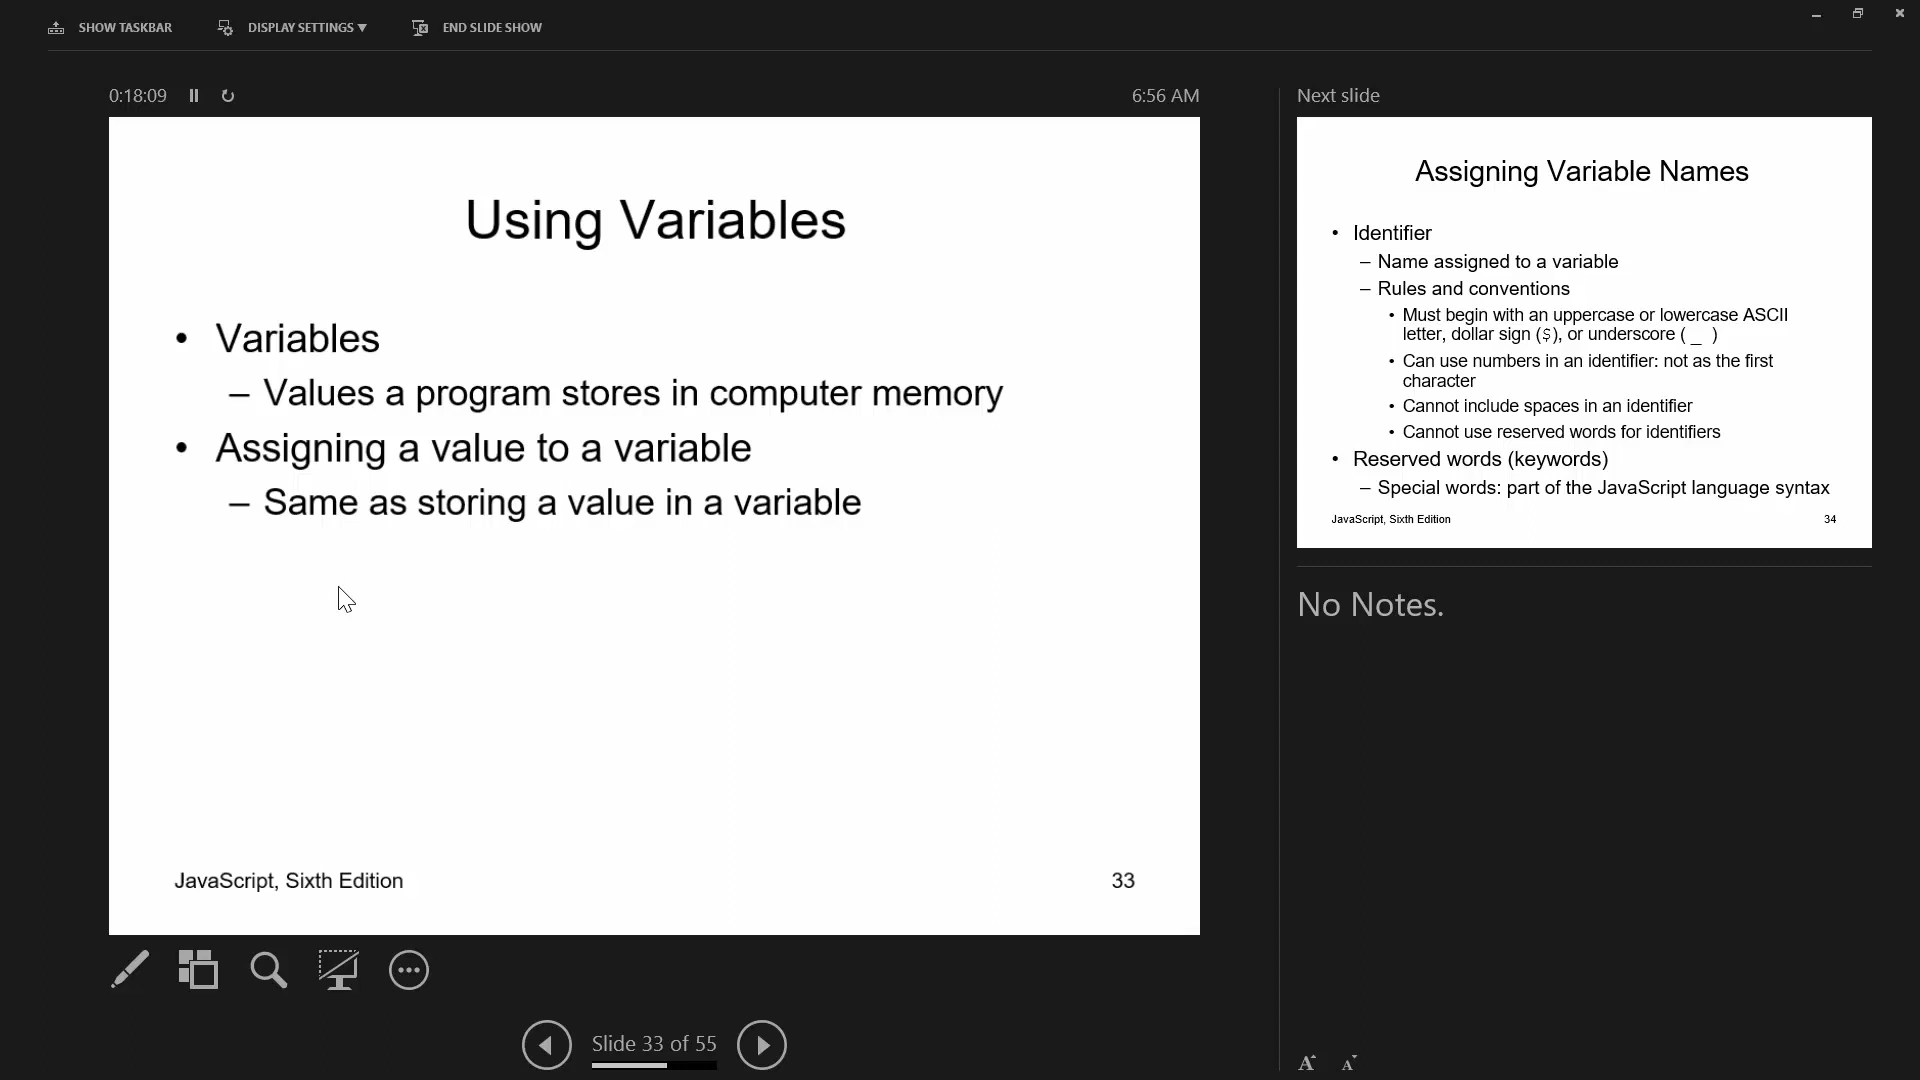 SHOW TASKBAR DISPLAY SETTINGS ▼ END SLIDE SHOW
0:18:09 6:56 AM
Using Variables
• Variables
– Values a program stores in computer memory
• Assigning a value to a variable
– Same as storing a value in a variable
JavaScript, Sixth Edition 33
Slide 33 of 55
Next slide
Assigning Variable Names
• Identifier
– Name assigned to a variable
– Rules and conventions
• Must begin with an uppercase or lowercase ASCII
letter, dollar sign ($), or underscore ( _ )
• Can use numbers in an identifier: not as the first
character
• Cannot include spaces in an identifier
• Cannot use reserved words for identifiers
• Reserved words (keywords)
– Special words: part of the JavaScript language syntax
JavaScript, Sixth Edition 34
No Notes.
A A